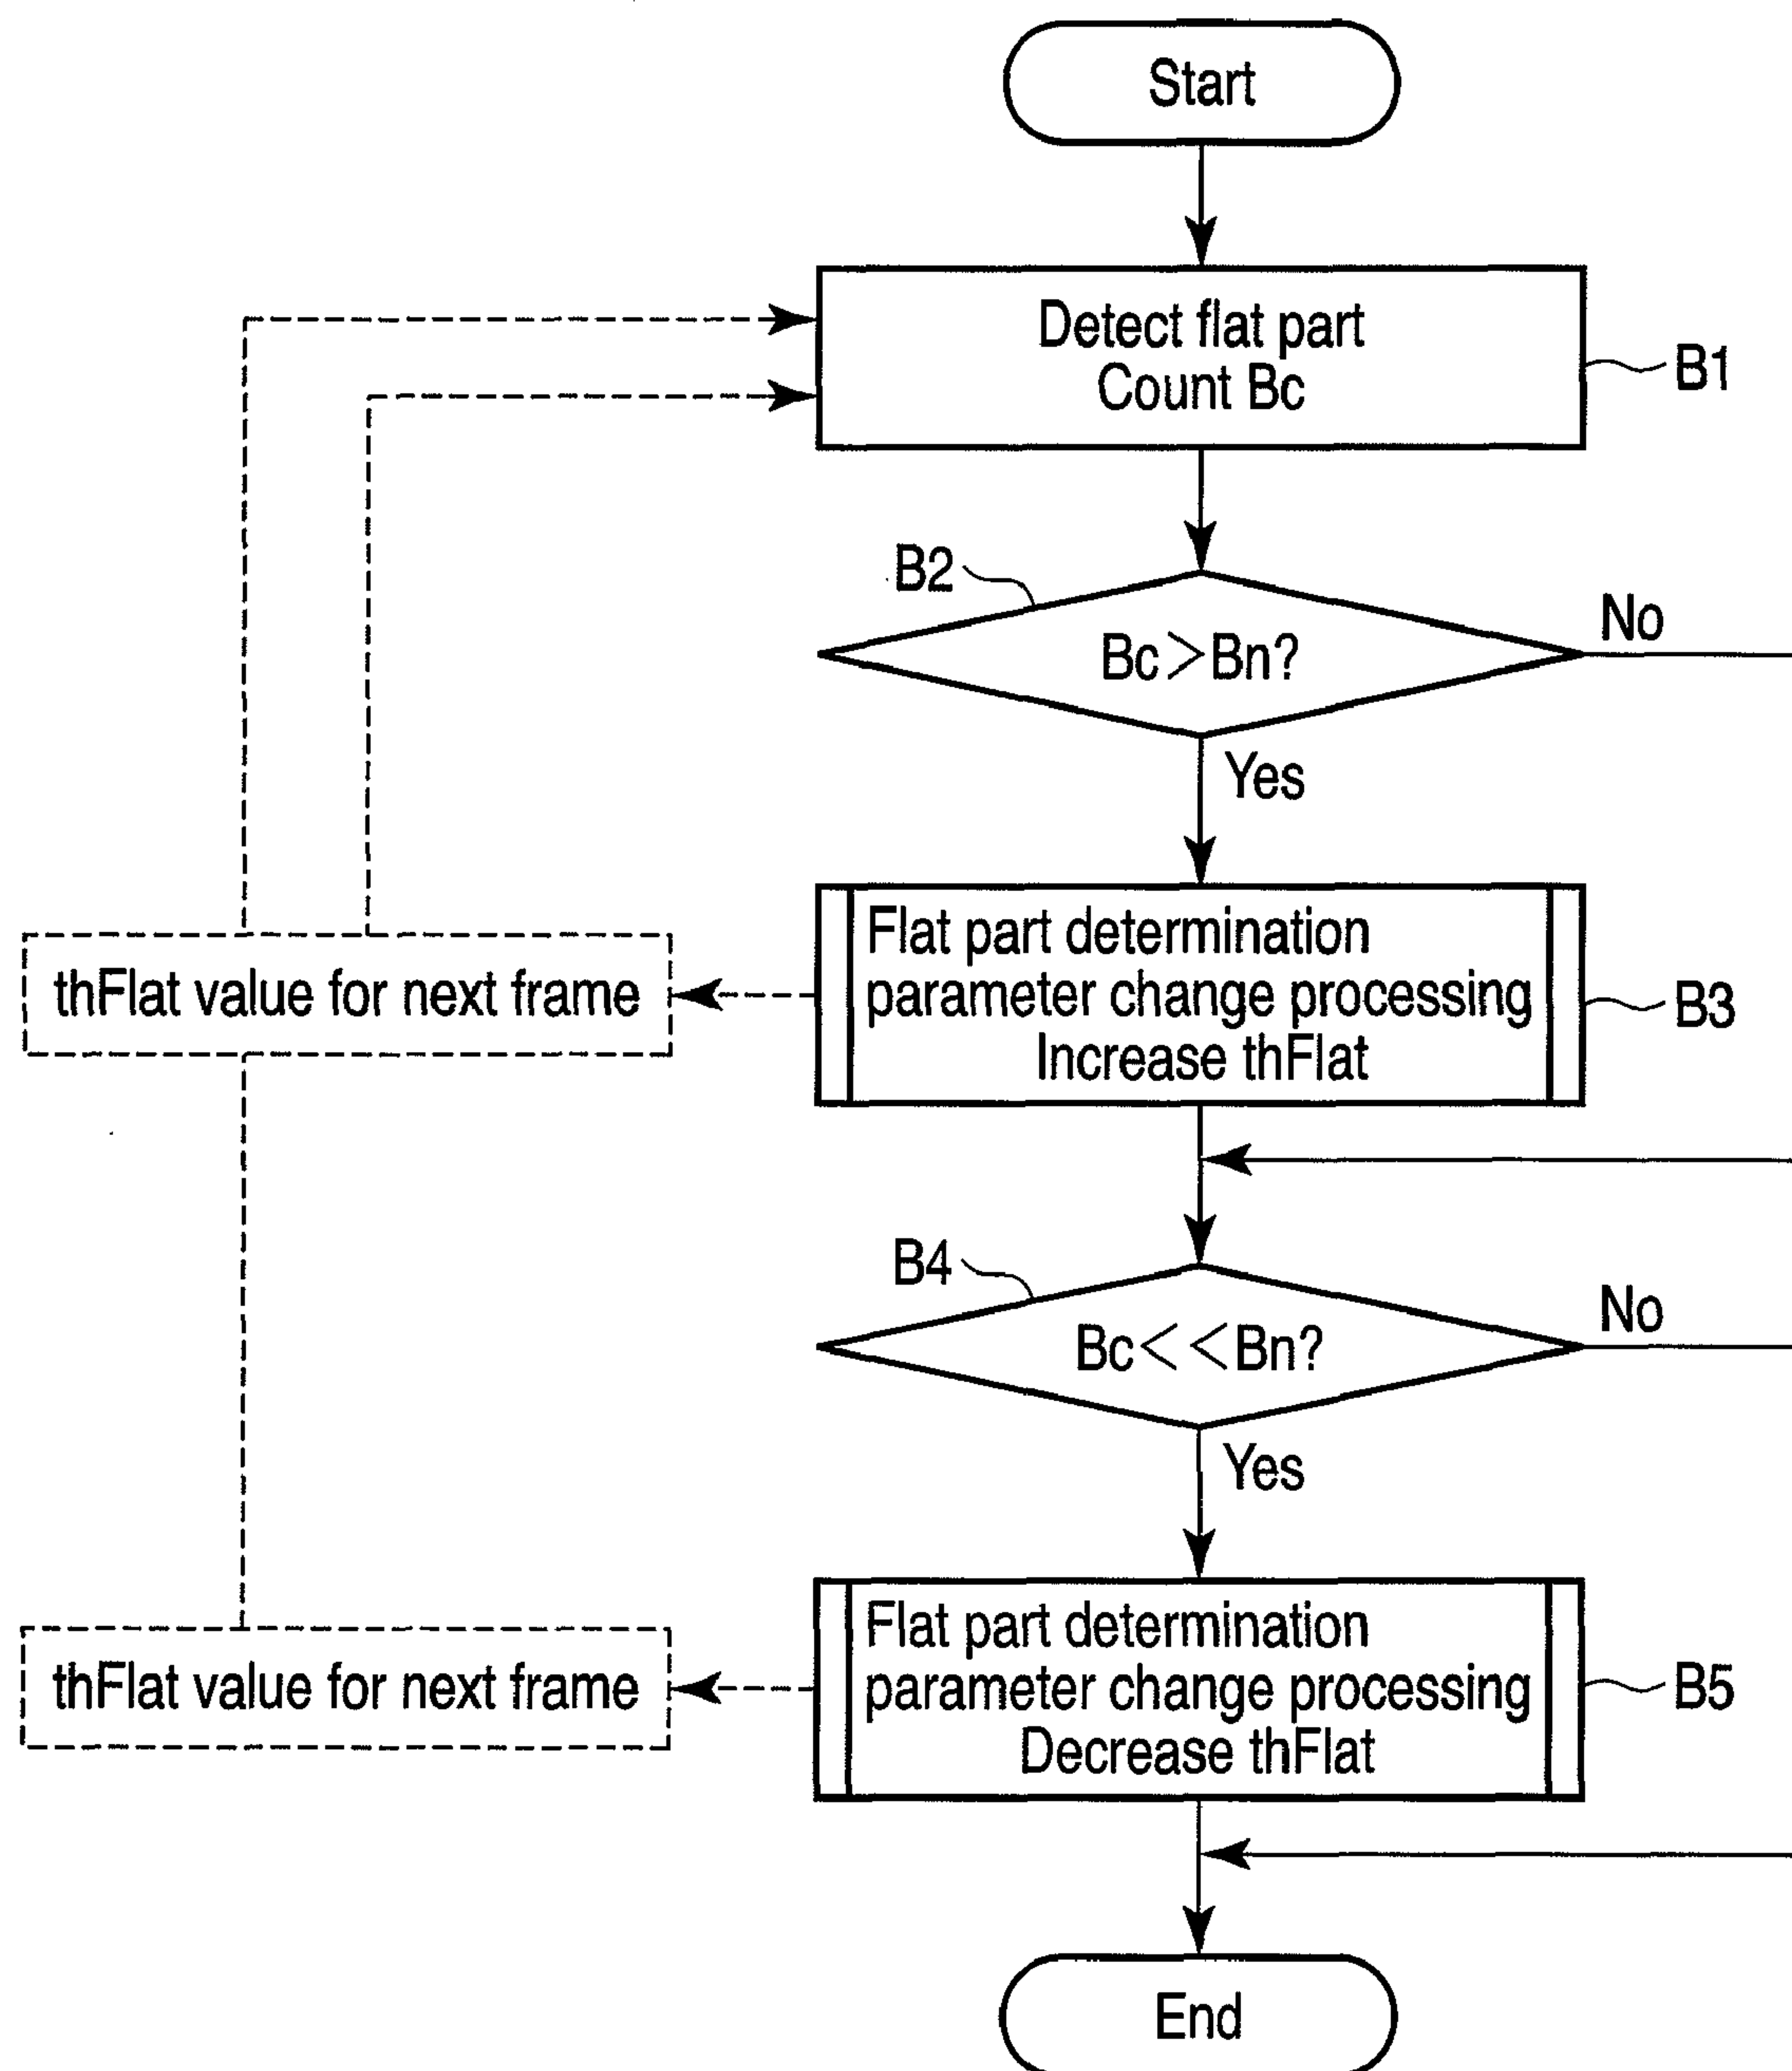 Start
Detect flat part
Count Bc
B1
B2
Bc>Bn?
No
Yes
Flat part determination
parameter change processing
Increase thFlat
B3
thFlat value for next frame
B4
Bc<<Bn?
No
Yes
Flat part determination
parameter change processing
Decrease thFlat
B5
thFlat value for next frame
End